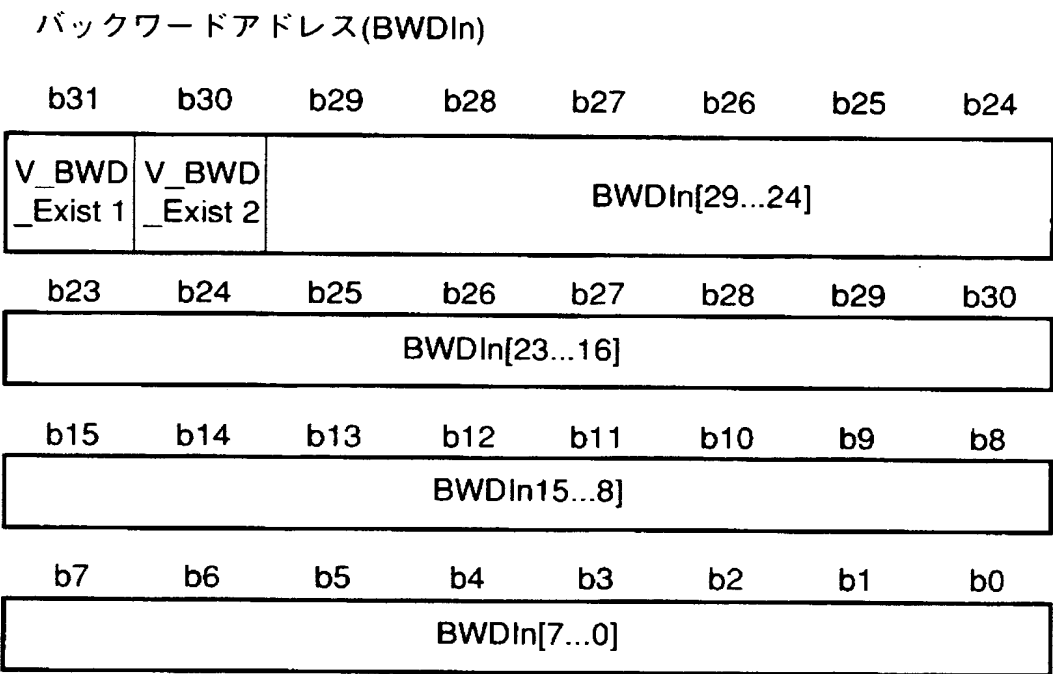 バックワードアドレス(BWDIn)
b31 b30 b29 b28 b27 b26 b25 b24
V_BWD V_BWD
_Exist 1 _Exist 2 BWDIn[29...24]
b23 b24 b25 b26 b27 b28 b29 b30
BWDIn[23...16]
b15 b14 b13 b12 b11 b10 b9 b8
BWDIn15...8]
b7 b6 b5 b4 b3 b2 b1 b0
BWDIn[7...0]